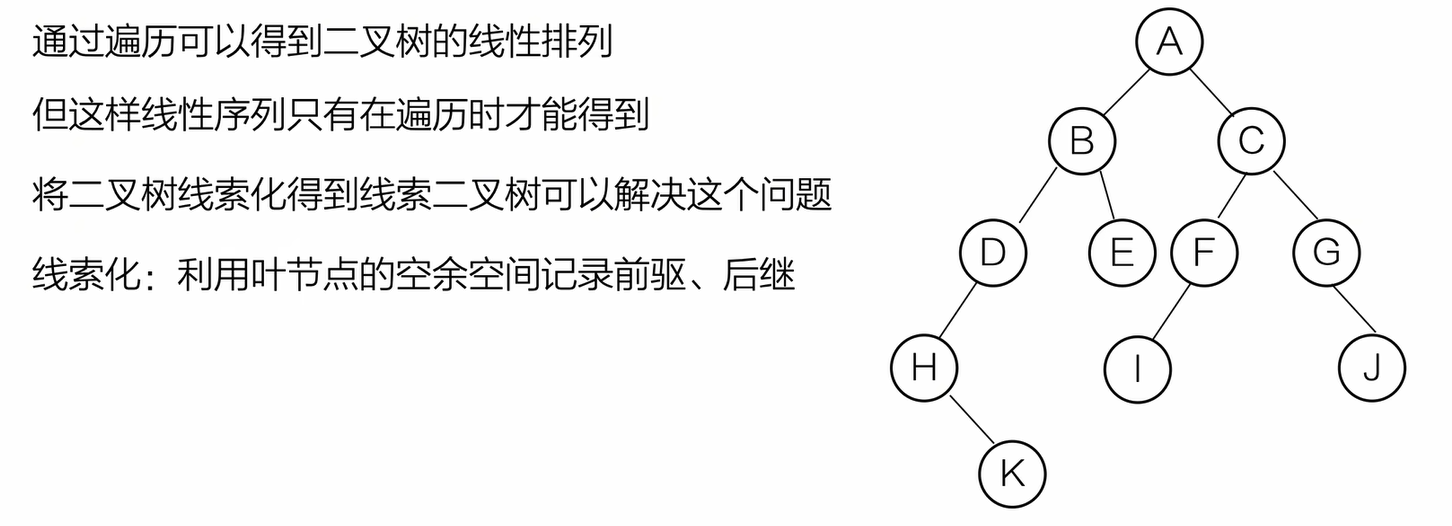 通过遍历可以得到二叉树的线性排列
但这样线性序列只有在遍历时才能得到
将二叉树线索化得到线索二叉树可以解决这个问题
线索化：利用叶节点的空余空间记录前驱、后继
A
B
C
D
E
F
G
H
I
J
K